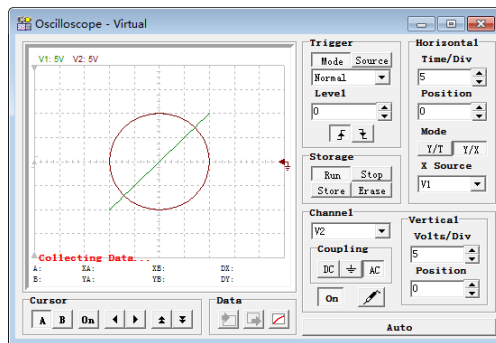 Oscilloscope - Virtual
V1: 5V V2: 5V
Collecting Data...
A: XA: XB: DX:
B: YA: YB: DY:
Cursor
A B On
Data
Trigger
Mode Source
Normal
Level
0
Storage
Run Stop
Store Erase
Channel
V2
Coupling
DC AC
On
Horizontal
Time/Div
5
Position
0
Mode
Y/T Y/X
X Source
V1
Vertical
Volts/Div
5
Position
0
Auto